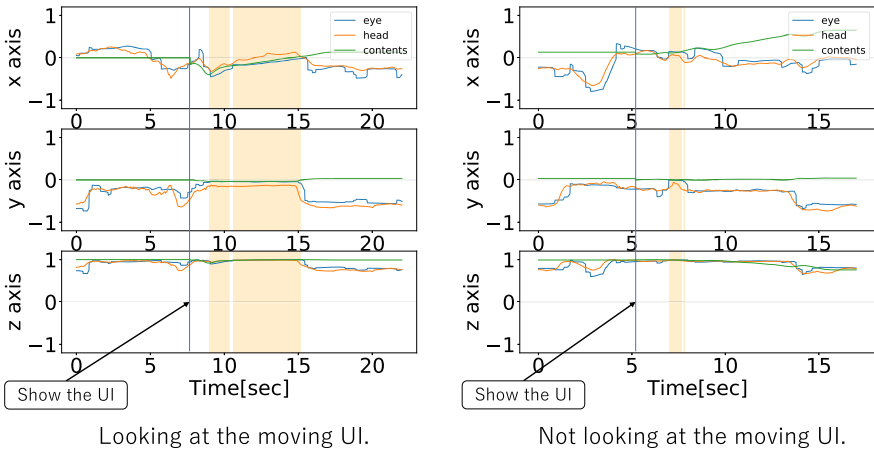 eye
head
contents
x axis
1
0
−1
0
5
10
15
20
y axis
1
0
−1
0
5
10
15
20
z axis
1
0
−1
0
5
10
15
20
Time[sec]
Show the UI
Looking at the moving UI.
eye
head
contents
x axis
1
0
−1
0
5
10
15
y axis
1
0
−1
0
5
10
15
z axis
1
0
−1
0
5
10
15
Time[sec]
Show the UI
Not looking at the moving UI.